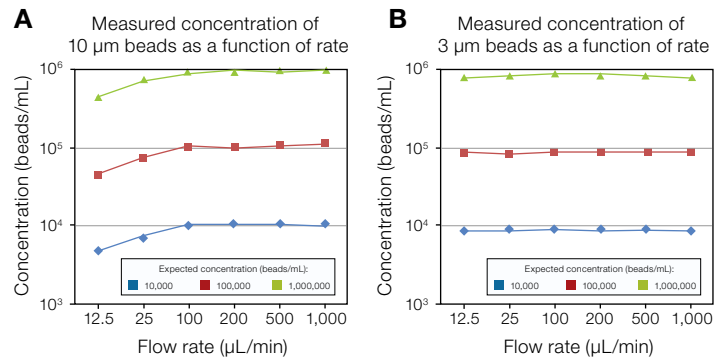 A
Measured concentration of
10 µm beads as a function of rate
Concentration (beads/mL)
10⁶
10⁵
10⁴
10³
Expected concentration (beads/mL):
10,000 100,000 1,000,000
12.5 25 100 200 500 1,000
Flow rate (µL/min)
B
Measured concentration of
3 µm beads as a function of rate
Concentration (beads/mL)
10⁶
10⁵
10⁴
10³
Expected concentration (beads/mL):
10,000 100,000 1,000,000
12.5 25 100 200 500 1,000
Flow rate (µL/min)